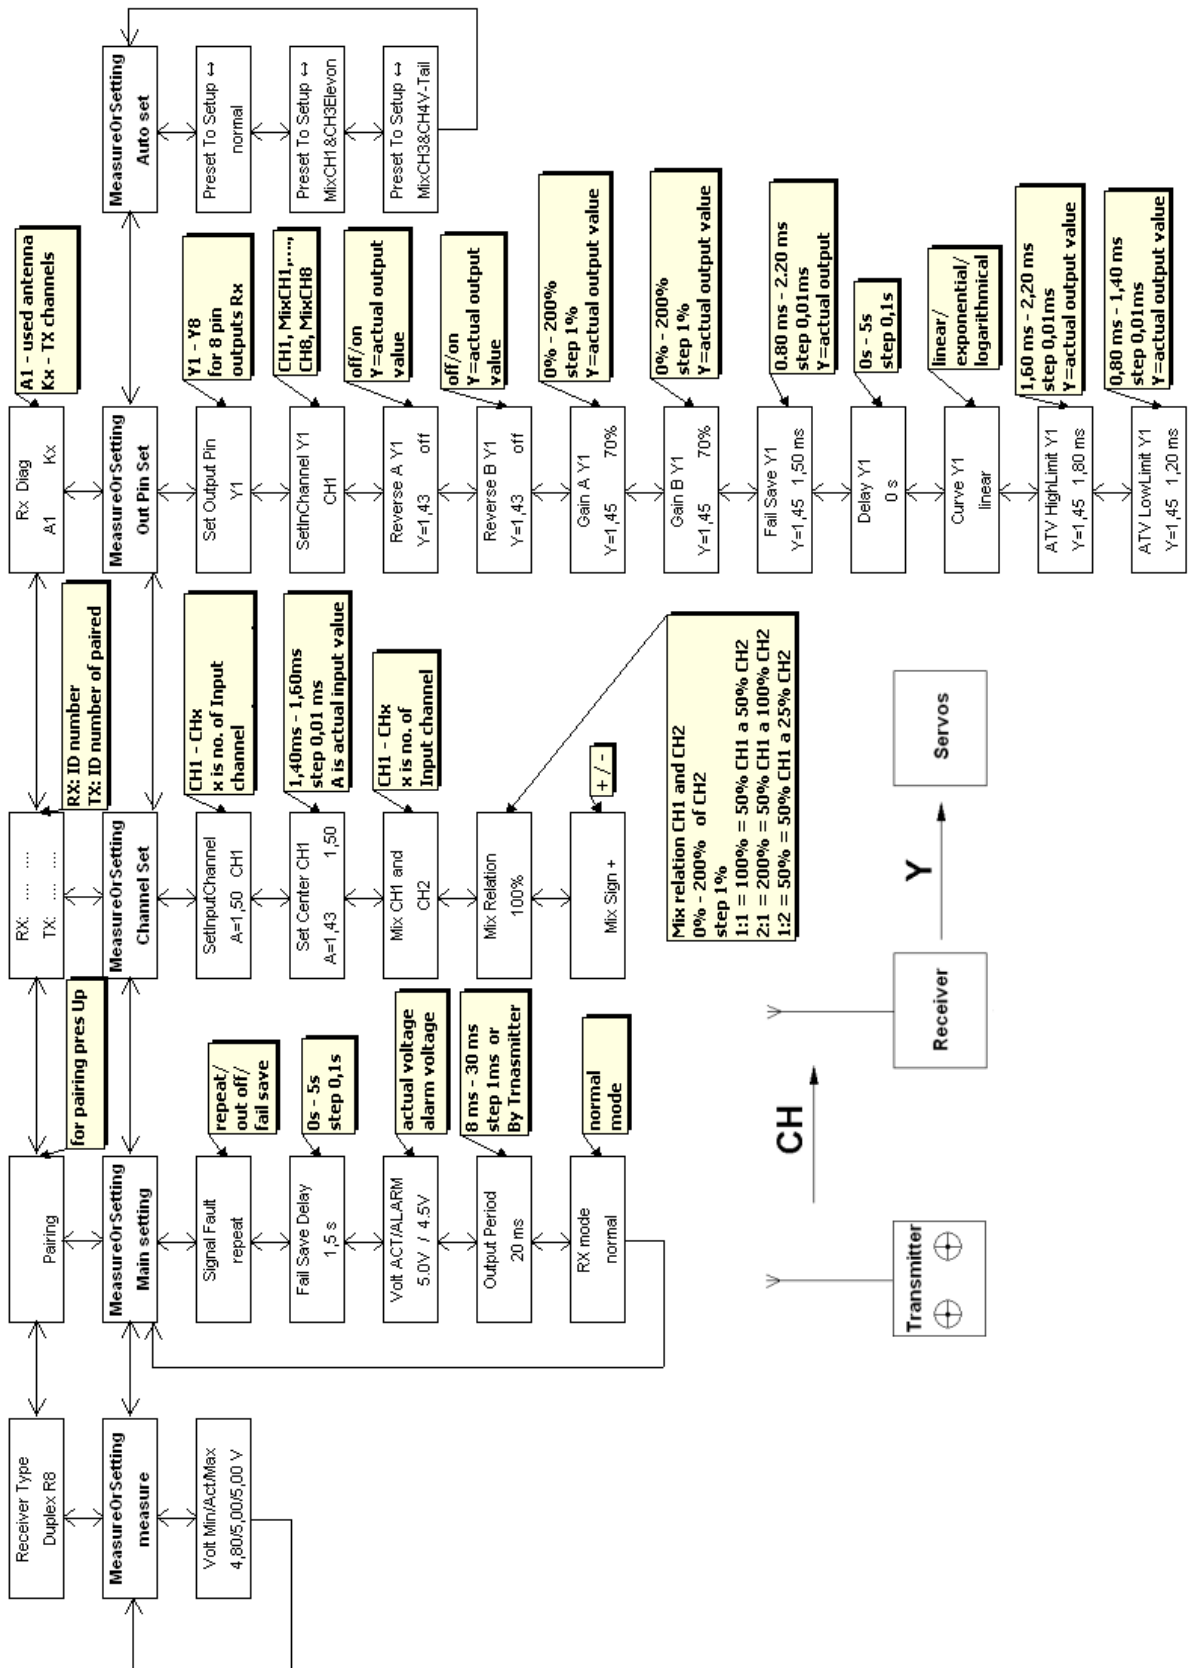 Receiver Type
Duplex R8
Pairing
for pairing pres Up
RX: ..... .....
TX: ..... .....
RX: ID number
TX: ID number of paired
Rx Diag
A1 Kx
A1 - used antenna
Kx - TX channels
MeasureOrSetting
measure
MeasureOrSetting
Main setting
MeasureOrSetting
Channel Set
MeasureOrSetting
Out Pin Set
MeasureOrSetting
Auto set
Volt Min/Act/Max
4,80/5,00/5,00 V
Signal Fault
repeat
repeat/
out off/
fail save
Fail Save Delay
1,5 s
0s - 5s
step 0,1s
Volt ACT/ALARM
5.0V / 4.5V
actual voltage
alarm voltage
Output Period
20 ms
8 ms - 30 ms
step 1ms or
By Trnasmitter
RX mode
normal
normal
mode
SetInputChannel
A=1,50 CH1
CH1 - CHx
x is no. of Input
channel
Set Center CH1
A=1,43 1,50
1,40ms - 1,60ms
step 0,01 ms
A is actual input value
Mix CH1 and
CH2
CH1 - CHx
x is no. of
Input channel
Mix Relation
100%
Mix relation CH1 and CH2
0% - 200% of CH2
step 1%
1:1 = 100% = 50% CH1 a 50% CH2
2:1 = 200% = 50% CH1 a 100% CH2
1:2 = 50% = 50% CH1 a 25% CH2
Mix Sign +
+ / -
Set Output Pin
Y1
Y1 - Y8
for 8 pin
outputs Rx
SetInChannel Y1
CH1
CH1, MixCH1,...,
CH8, MixCH8
Reverse A Y1
Y=1,43 off
off/on
Y=actual output
value
Reverse B Y1
Y=1,43 off
off/on
Y=actual output
value
Gain A Y1
Y=1,45 70%
0% - 200%
step 1%
Y=actual output value
Gain B Y1
Y=1,45 70%
0% - 200%
step 1%
Y=actual output value
Fail Save Y1
Y=1,45 1,50 ms
0.80 ms - 2.20 ms
step 0,01ms
Y=actual output value
Delay Y1
0 s
0s - 5s
step 0,1s
Curve Y1
linear
linear/
exponential/
logarithmical
ATV HighLimit Y1
Y=1,45 1,80 ms
1,60 ms - 2,20 ms
step 0,01ms
Y=actual output value
ATV LowLimit Y1
Y=1,45 1,20 ms
0,80 ms - 1,40 ms
step 0,01ms
Y=actual output value
Preset To Setup ↔
normal
Preset To Setup ↔
MixCH1&CH3Elevon
Preset To Setup ↔
MixCH3&CH4V-Tail
Transmitter
CH
Receiver
Y
Servos